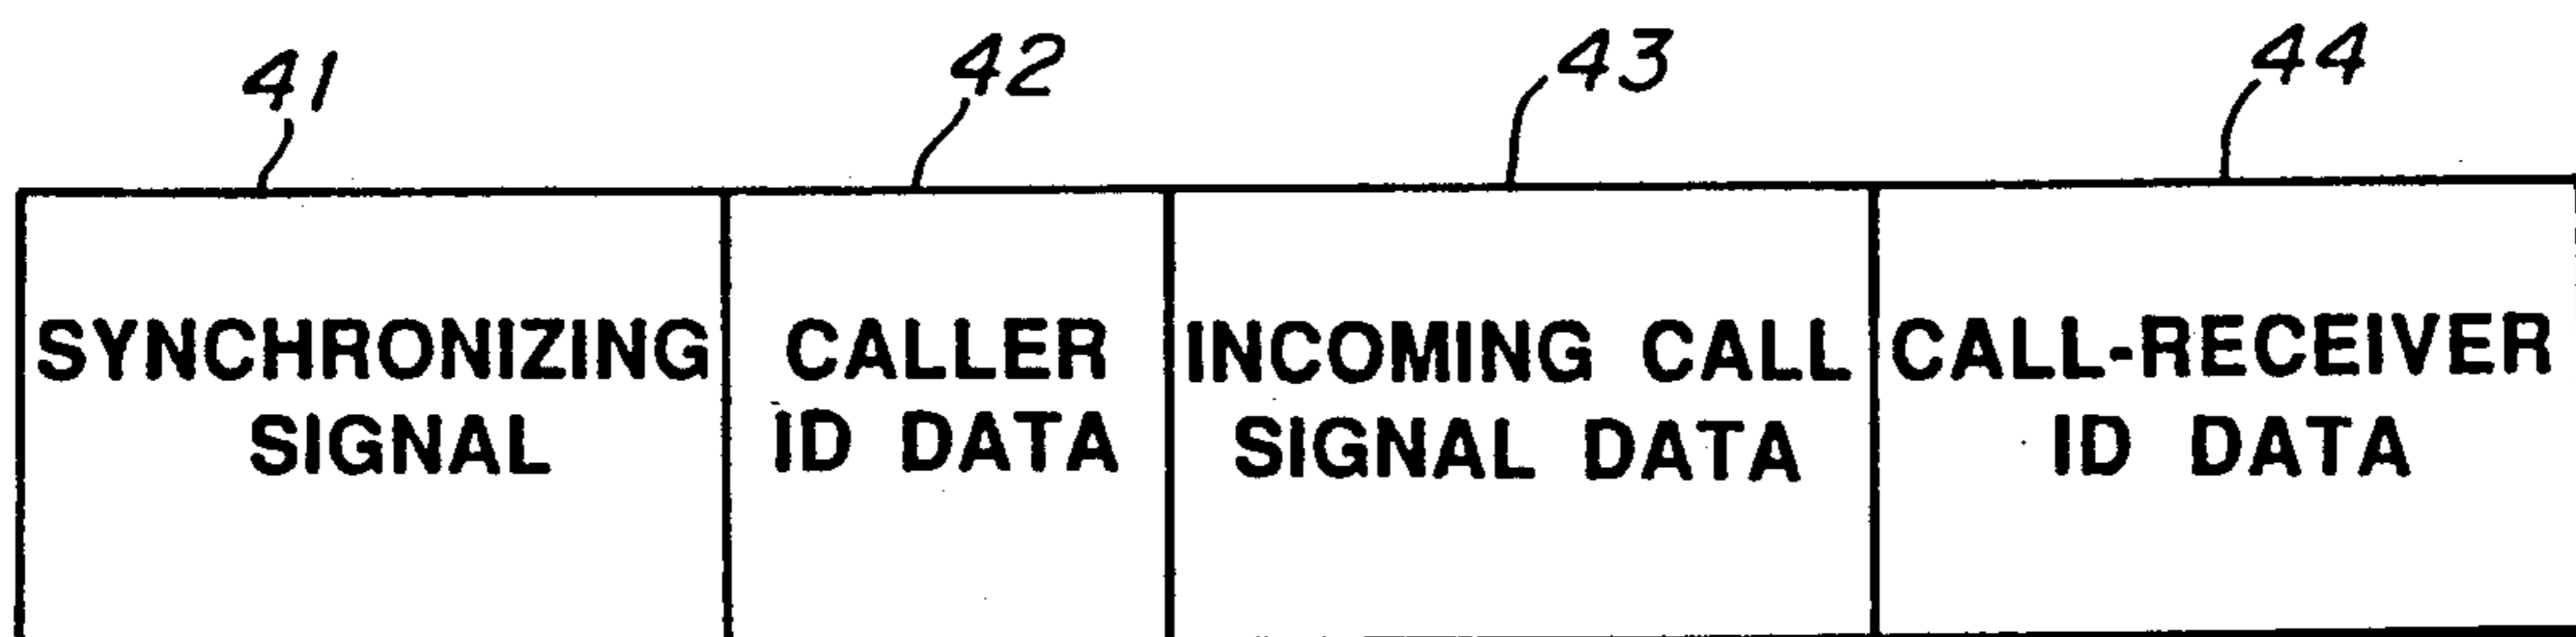 41 42 43 44
SYNCHRONIZING SIGNAL
CALLER ID DATA
INCOMING CALL SIGNAL DATA
CALL-RECEIVER ID DATA